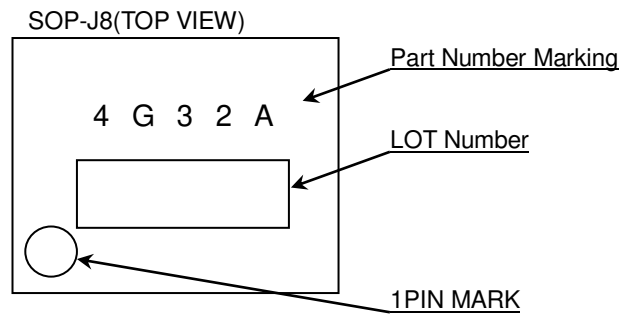 SOP-J8(TOP VIEW)
Part Number Marking
4 G 3 2 A
LOT Number
1PIN MARK